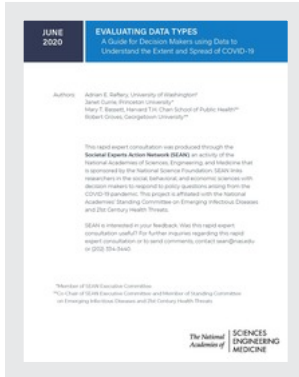 JUNE
2020
EVALUATING DATA TYPES
A Guide for Decision Makers using Data to
Understand the Extent and Spread of COVID-19
Authors: Adrian E. Raftery, University of Washington*
Janet Currie, Princeton University*
Mary T. Bassett, Harvard T.H. Chan School of Public Health**
Robert Groves, Georgetown University**
This rapid expert consultation was produced through the
Societal Experts Action Network (SEAN) an activity of the
National Academies of Sciences, Engineering, and Medicine that
is sponsored by the National Science Foundation. SEAN links
researchers in the social, behavioral, and economic sciences with
decision makers to respond to policy questions arising from the
COVID-19 pandemic. This project is affiliated with the National
Academies' Standing Committee on Emerging Infectious Diseases
and 21st Century Health Threats.
SEAN is interested in your feedback. Was this rapid expert
consultation useful? For further inquiries regarding this rapid
expert consultation or to send comments, contact sean@nas.edu
or (202) 334-3440.
*Member of SEAN Executive Committee
**Co-Chair of SEAN Executive Committee and Member of Standing Committee
on Emerging Infectious Diseases and 21st Century Health Threats
The National
Academies of
SCIENCES
ENGINEERING
MEDICINE